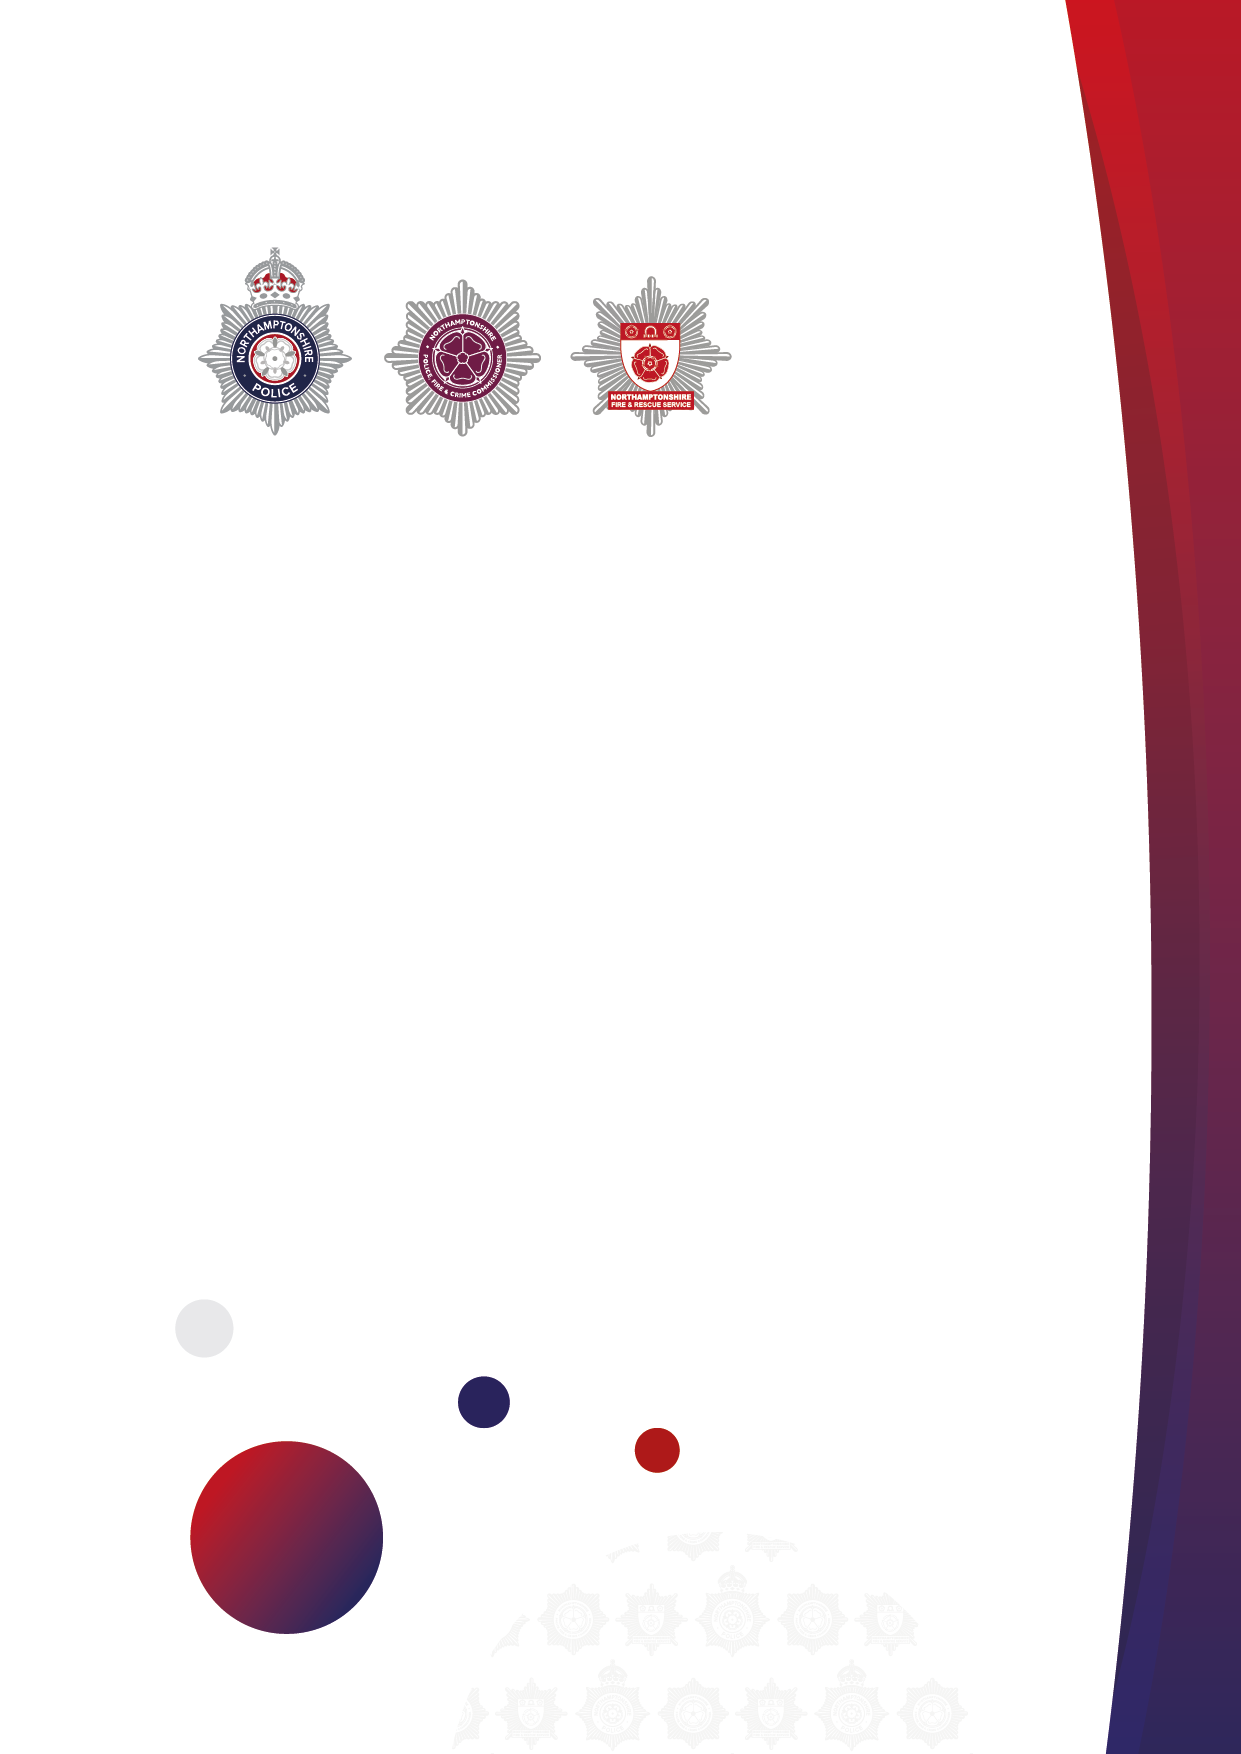 NORTHAMPTONSHIRE
POLICE
NORTHAMPTONSHIRE
POLICE, FIRE & CRIME COMMISSIONER
NORTHAMPTONSHIRE
FIRE & RESCUE SERVICE